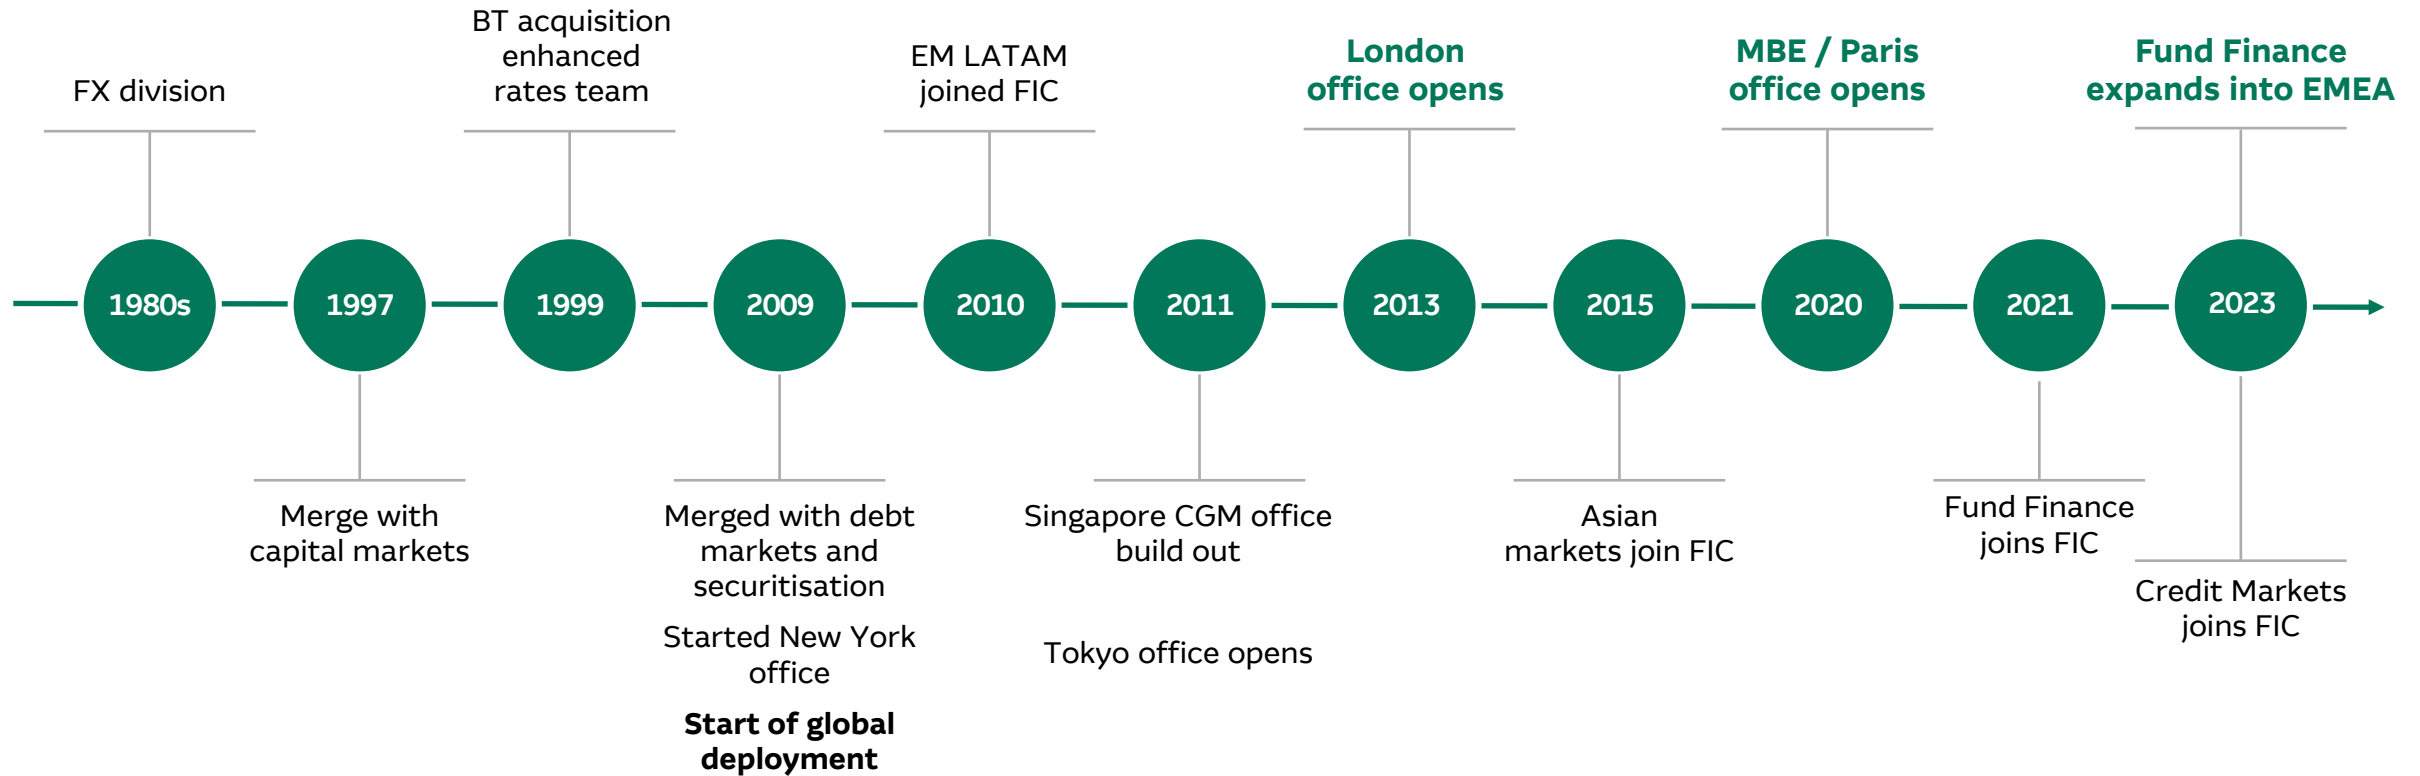 FX division
BT acquisition
enhanced
rates team
EM LATAM
joined FIC
London
office opens
MBE / Paris
office opens
Fund Finance
expands into EMEA
1980s
1997
1999
2009
2010
2011
2013
2015
2020
2021
2023
Merge with
capital markets
Merged with debt
markets and
securitisation
Started New York
office
Start of global
deployment
Singapore CGM office
build out
Tokyo office opens
Asian
markets join FIC
Fund Finance
joins FIC
Credit Markets
joins FIC